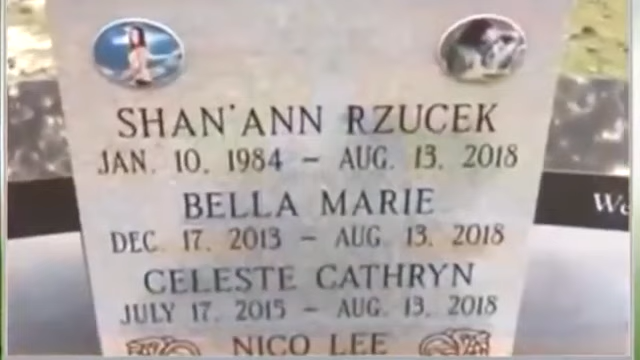 SHAN'ANN RZUCEK
JAN. 10. 1984 – AUG. 13. 2018
BELLA MARIE
DEC. 17. 2013 – AUG. 13. 2018
CELESTE CATHRYN
JULY 17. 2015 – AUG. 13. 2018
NICO LEE
We